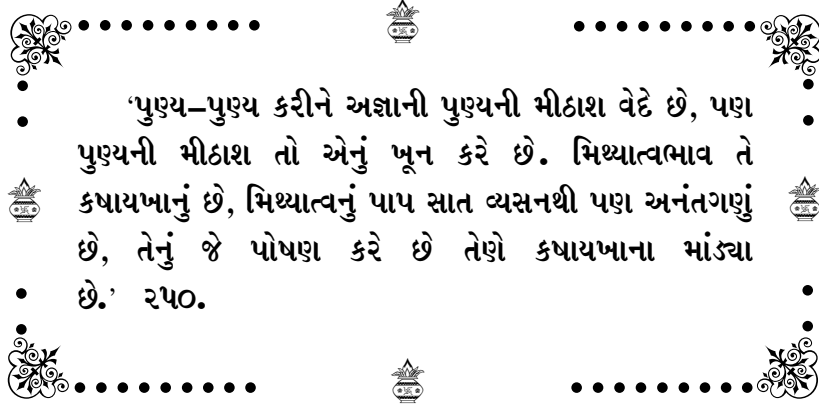 ‘પુણ્ય–પુણ્ય કરીને અજ્ઞાની પુણ્યની મીઠાશ વેદે છે, પણ
પુણ્યની મીઠાશ તો એનું ખૂન કરે છે. મિથ્યાત્વભાવ તે
કષાયખાનું છે, મિથ્યાત્વનું પાપ સાત વ્યસનથી પણ અનંતગણું
છે, તેનું જે પોષણ કરે છે તેણે કષાયખાના માંડ્યા
છે.’ ૨૫૦.